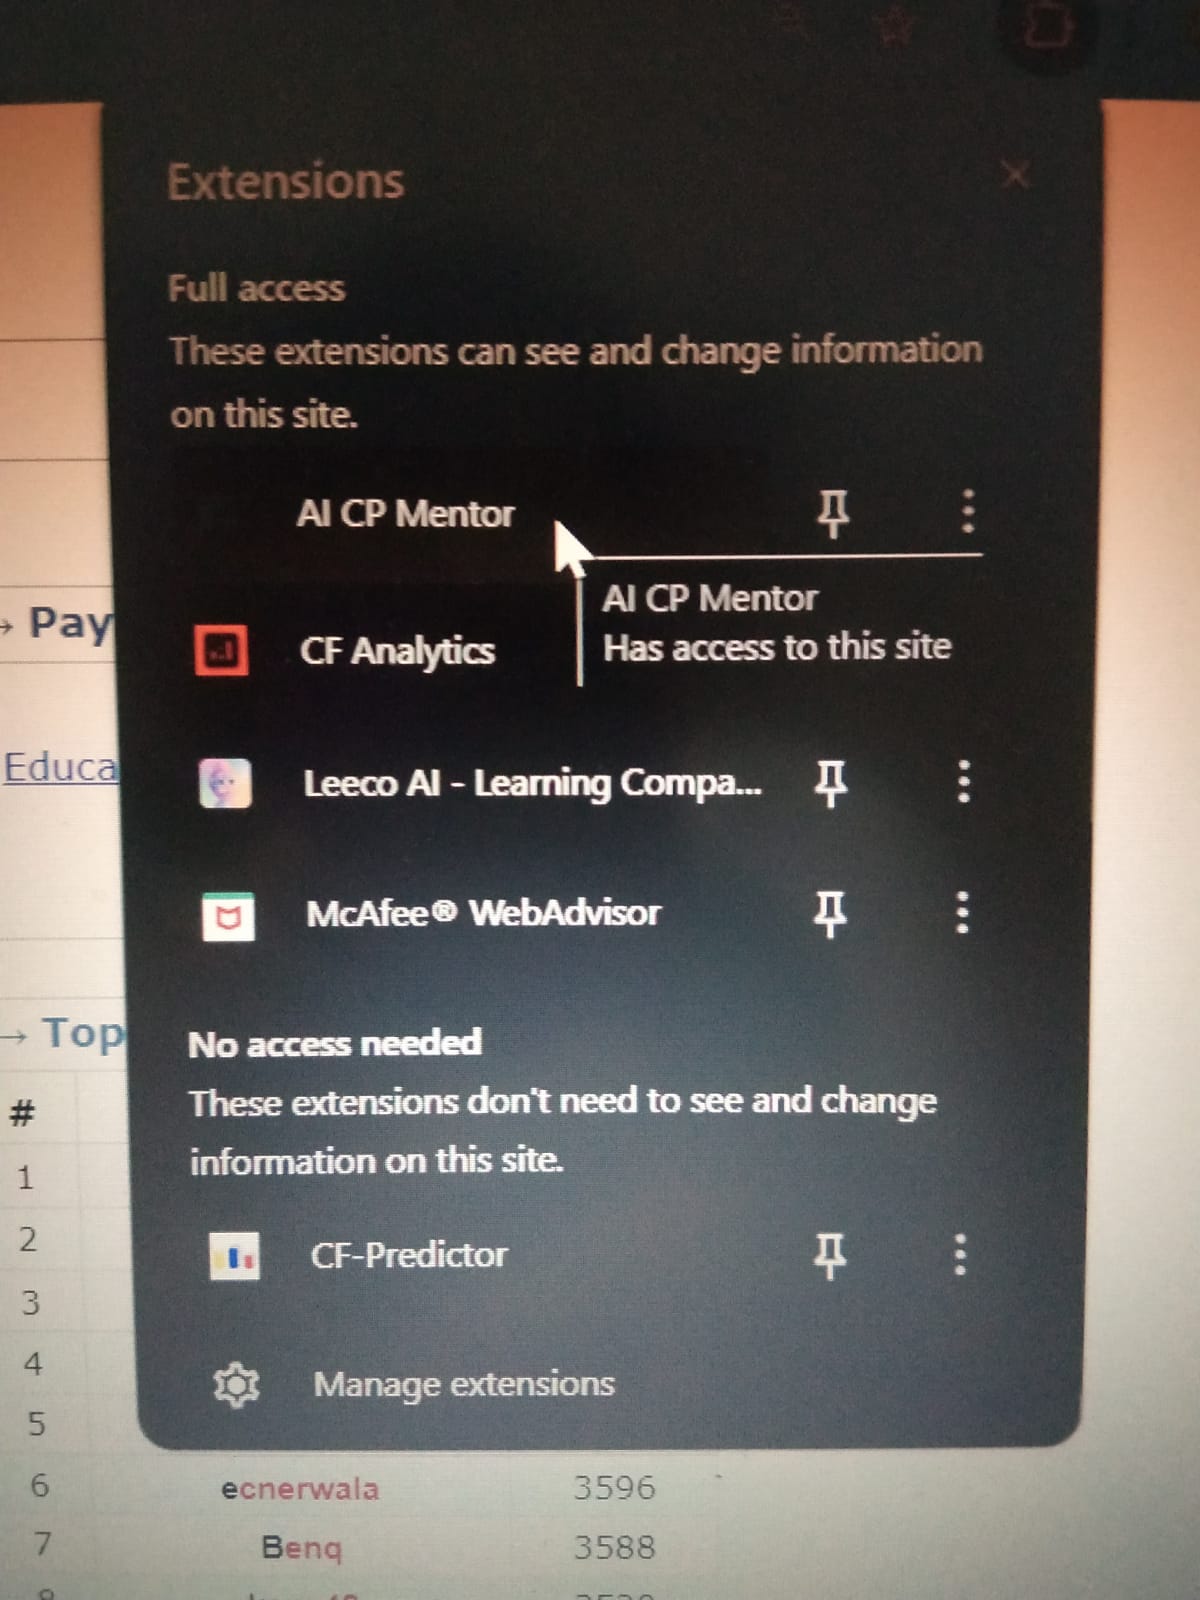 Extensions
Full access
These extensions can see and change information
on this site.
AI CP Mentor
AI CP Mentor
Has access to this site
CF Analytics
Leeco AI - Learning Compa...
McAfee® WebAdvisor
No access needed
These extensions don't need to see and change
information on this site.
CF-Predictor
Manage extensions
→ Pay
Educa
→ Top
#
1
2
3
4
5
6 ecnerwala 3596
7 Benq 3588